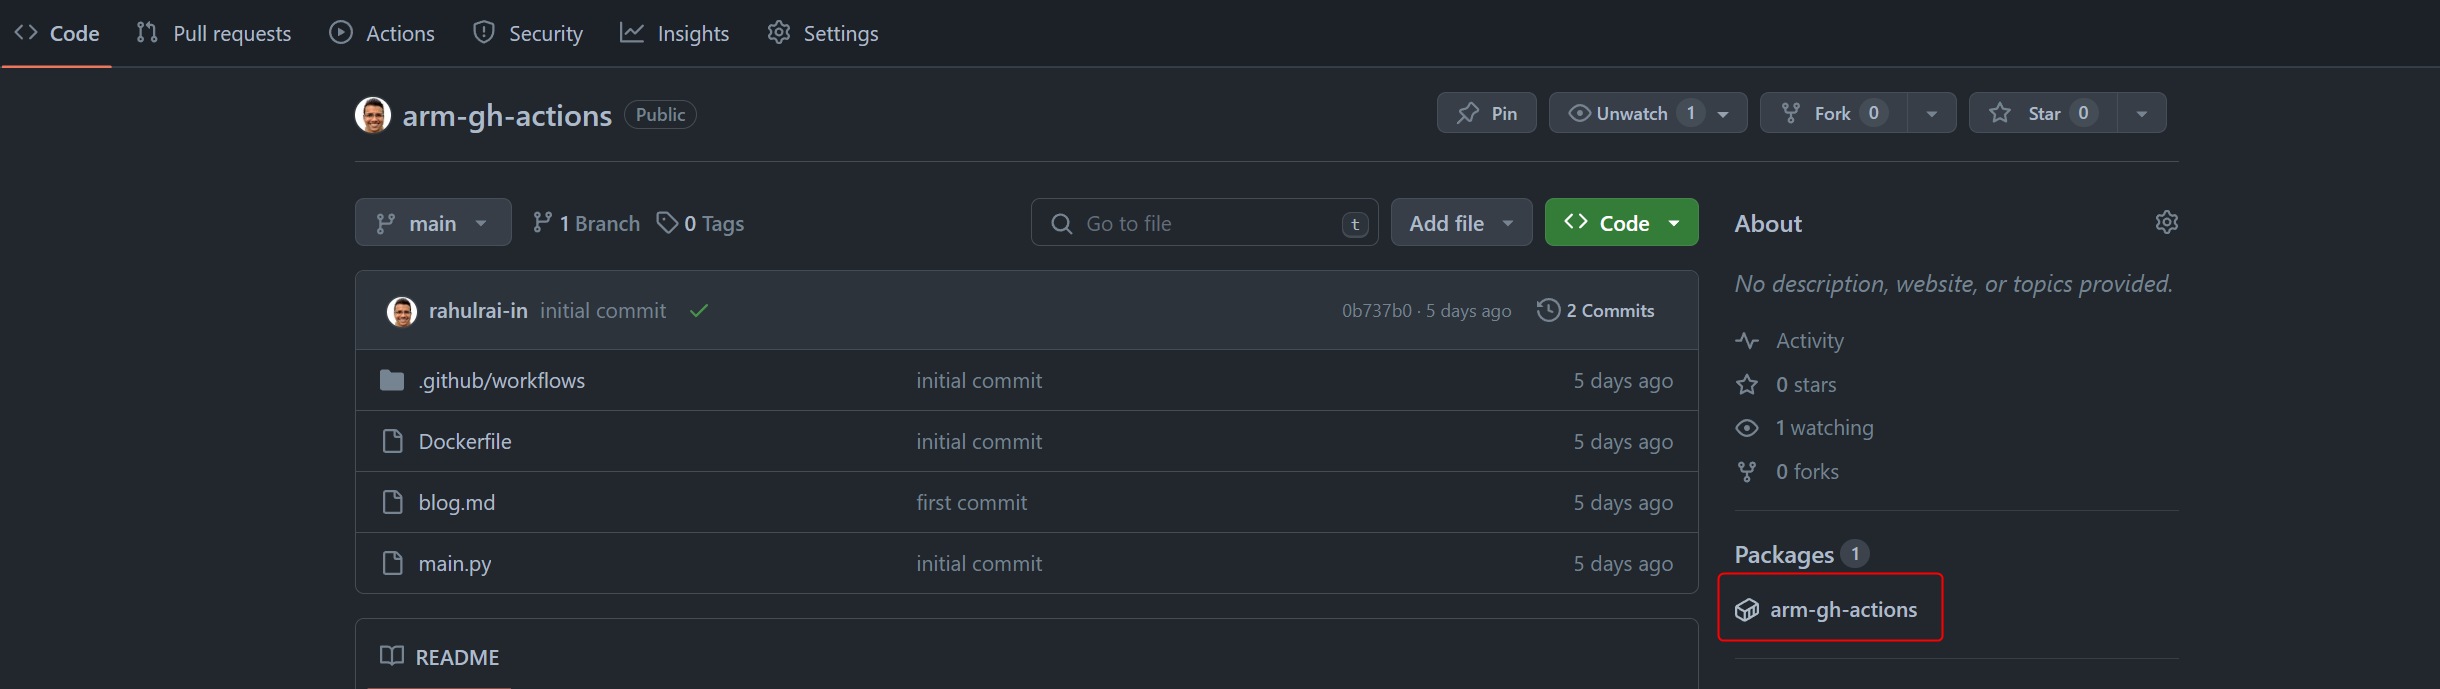 Code Pull requests Actions Security Insights Settings
arm-gh-actions Public Pin Unwatch 1 Fork 0 Star 0
main 1 Branch 0 Tags Go to file t Add file Code
About
No description, website, or topics provided.
rahulrai-in initial commit 0b737b0 · 5 days ago 2 Commits
Activity
.github/workflows initial commit 5 days ago
0 stars
1 watching
Dockerfile initial commit 5 days ago
0 forks
blog.md first commit 5 days ago
Packages 1
main.py initial commit 5 days ago
arm-gh-actions
README